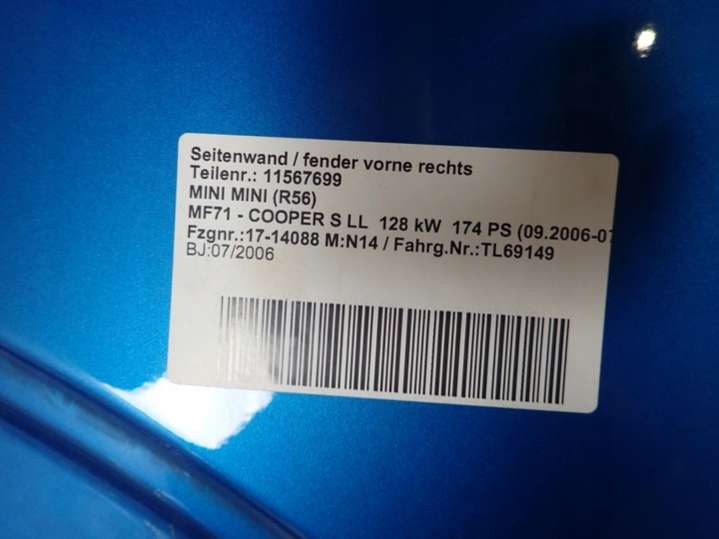 Seitenwand / fender vorne rechts
Teilenr.: 11567699
MINI MINI (R56)
MF71 - COOPER S LL 128 kW 174 PS (09.2006-07
Fzgnr.:17-14088 M:N14 / Fahrg.Nr.:TL69149
BJ:07/2006